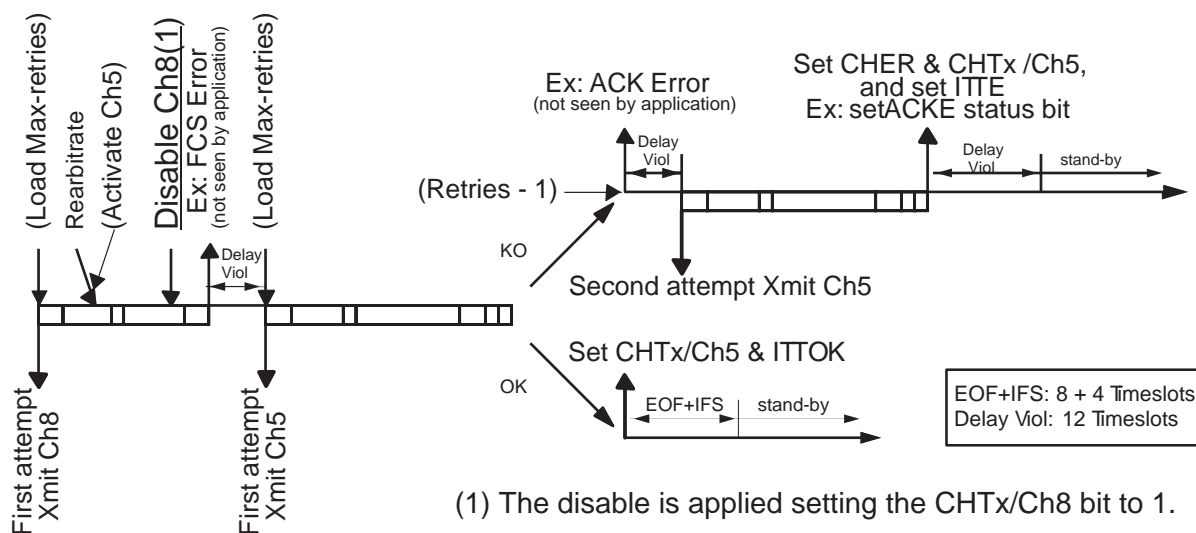 (Load Max-retries)
Rearbitrate
(Activate Ch5)
Disable Ch8(1)
Ex: FCS Error
(not seen by application)
(Load Max-retries)
Delay
Viol
First attempt
Xmit Ch8
First attempt
Xmit Ch5
(Retries - 1)
KO
OK
Ex: ACK Error
(not seen by application)
Delay
Viol
Second attempt Xmit Ch5
Set CHER & CHTx /Ch5,
and set ITTE
Ex: setACKE status bit
Delay
Viol
stand-by
Set CHTx/Ch5 & ITTOK
EOF+IFS
stand-by
EOF+IFS: 8 + 4 Timeslots
Delay Viol: 12 Timeslots
(1) The disable is applied setting the CHTx/Ch8 bit to 1.